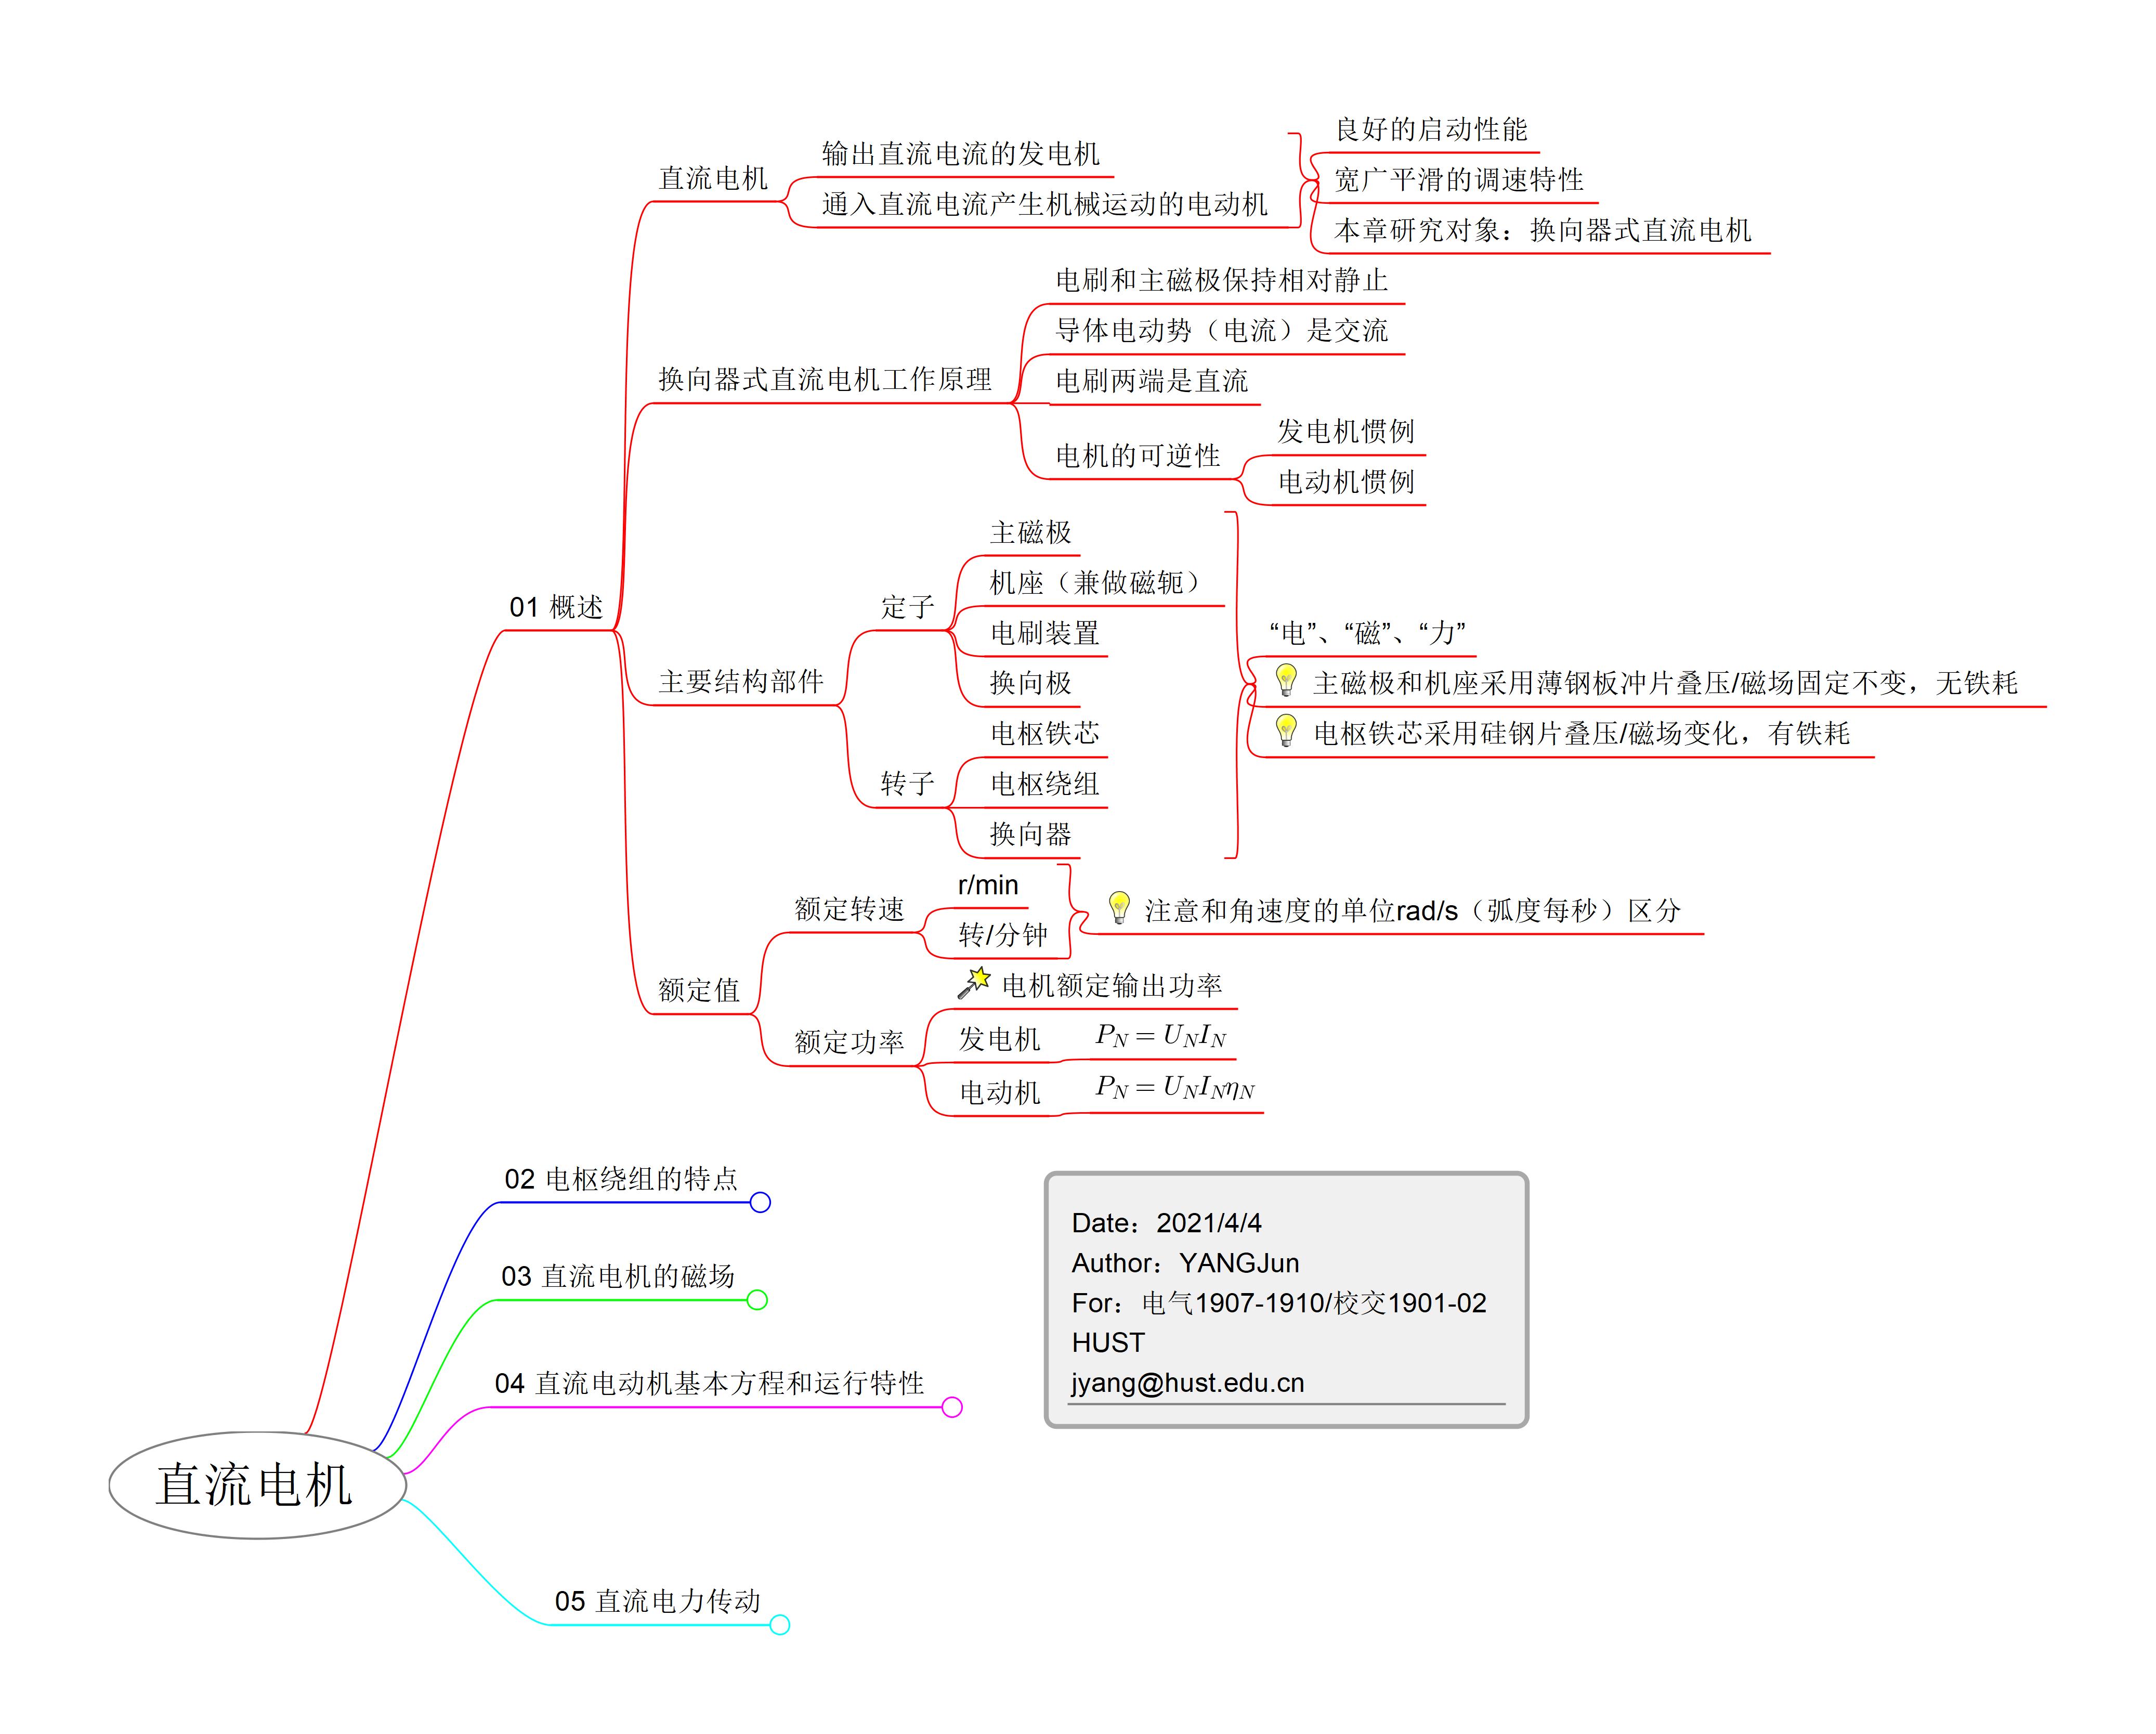 直流电机
01 概述
直流电机
输出直流电流的发电机
通入直流电流产生机械运动的电动机
良好的启动性能
宽广平滑的调速特性
本章研究对象：换向器式直流电机
换向器式直流电机工作原理
电刷和主磁极保持相对静止
导体电动势（电流）是交流
电刷两端是直流
电机的可逆性
发电机惯例
电动机惯例
主要结构部件
定子
主磁极
机座（兼做磁轭）
电刷装置
换向极
转子
电枢铁芯
电枢绕组
换向器
“电”、“磁”、“力”
主磁极和机座采用薄钢板冲片叠压/磁场固定不变，无铁耗
电枢铁芯采用硅钢片叠压/磁场变化，有铁耗
额定值
额定转速
r/min
转/分钟
注意和角速度的单位rad/s（弧度每秒）区分
额定功率
电机额定输出功率
发电机
$P_N = U_N I_N$
电动机
$P_N = U_N I_N \eta_N$
02 电枢绕组的特点
03 直流电机的磁场
04 直流电动机基本方程和运行特性
05 直流电力传动
Date：2021/4/4
Author：YANGJun
For：电气1907-1910/校交1901-02
HUST
jyang@hust.edu.cn